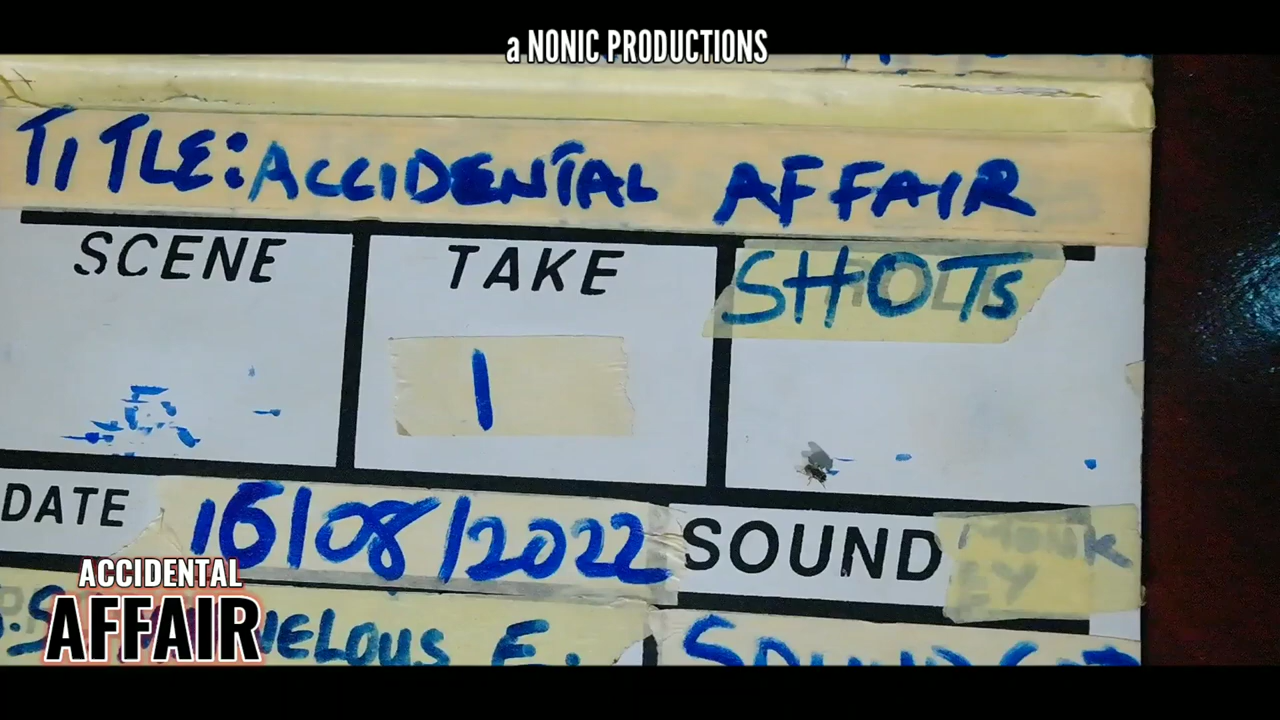 a NONIC PRODUCTIONS
TITLE: ACCIDENTAL AFFAIR
SCENE TAKE SHOTS
1
DATE 16/08/2022 SOUND
ACCIDENTAL
AFFAIR
E.